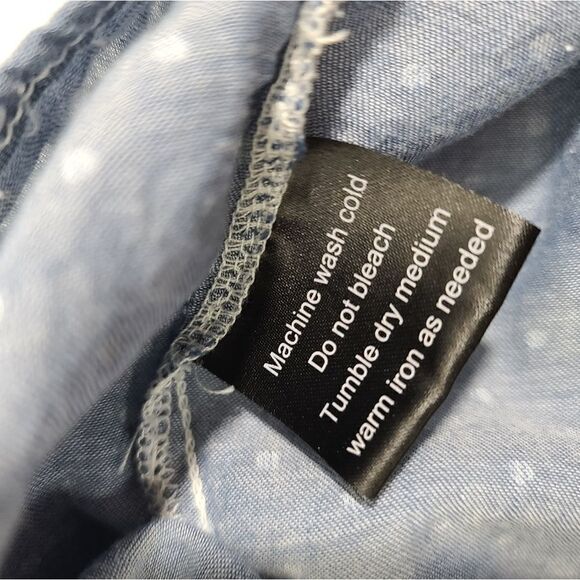 Machine wash cold
Do not bleach
Tumble dry medium
warm iron as needed